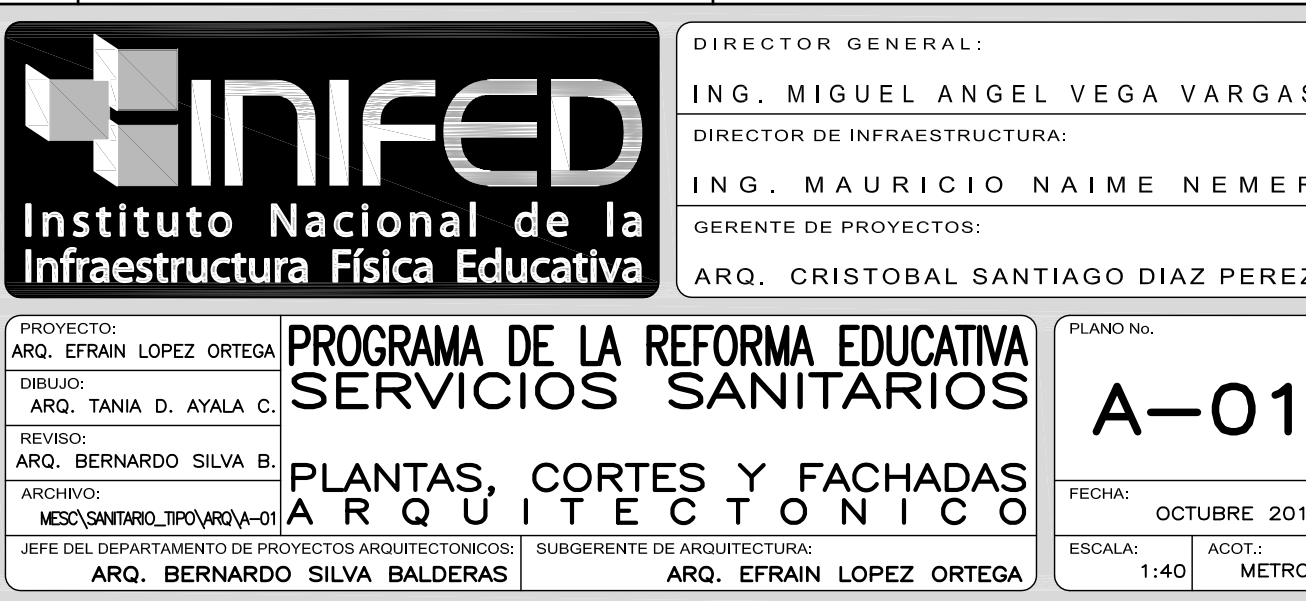 INIFED
Instituto Nacional de la
Infraestructura Física Educativa
DIRECTOR GENERAL:
ING. MIGUEL ANGEL VEGA VARGAS
DIRECTOR DE INFRAESTRUCTURA:
ING. MAURICIO NAIME NEMER
GERENTE DE PROYECTOS:
ARQ. CRISTOBAL SANTIAGO DIAZ PEREZ
PROYECTO:
ARQ. EFRAIN LOPEZ ORTEGA
DIBUJO:
ARQ. TANIA D. AYALA C.
REVISO:
ARQ. BERNARDO SILVA B.
ARCHIVO:
MESC\SANITARIO_TIPO\ARQ\A-01
PROGRAMA DE LA REFORMA EDUCATIVA
SERVICIOS SANITARIOS
PLANTAS, CORTES Y FACHADAS
ARQUITECTONICO
JEFE DEL DEPARTAMENTO DE PROYECTOS ARQUITECTONICOS:
ARQ. BERNARDO SILVA BALDERAS
SUBGERENTE DE ARQUITECTURA:
ARQ. EFRAIN LOPEZ ORTEGA
PLANO No.
A-01
FECHA:
OCTUBRE 201
ESCALA:
1:40
ACOT.:
METRO